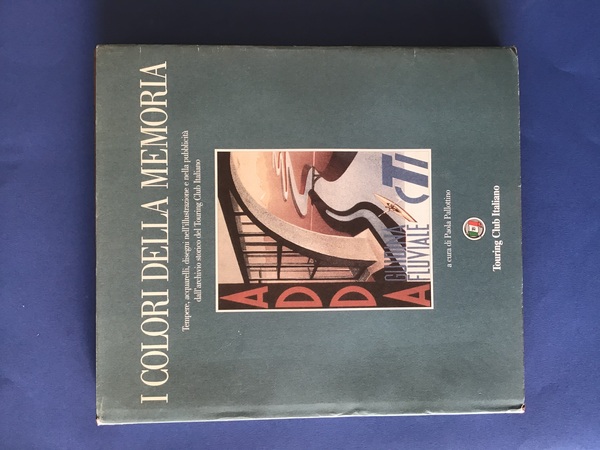 I COLORI DELLA MEMORIA
Tempere, acquarelli, disegni nell'illustrazione e nella pubblicità
dall'archivio storico del Touring Club Italiano
CTI
GIORNATA
FLUVIALE
ADDA
a cura di Paola Pallottino
Touring Club Italiano